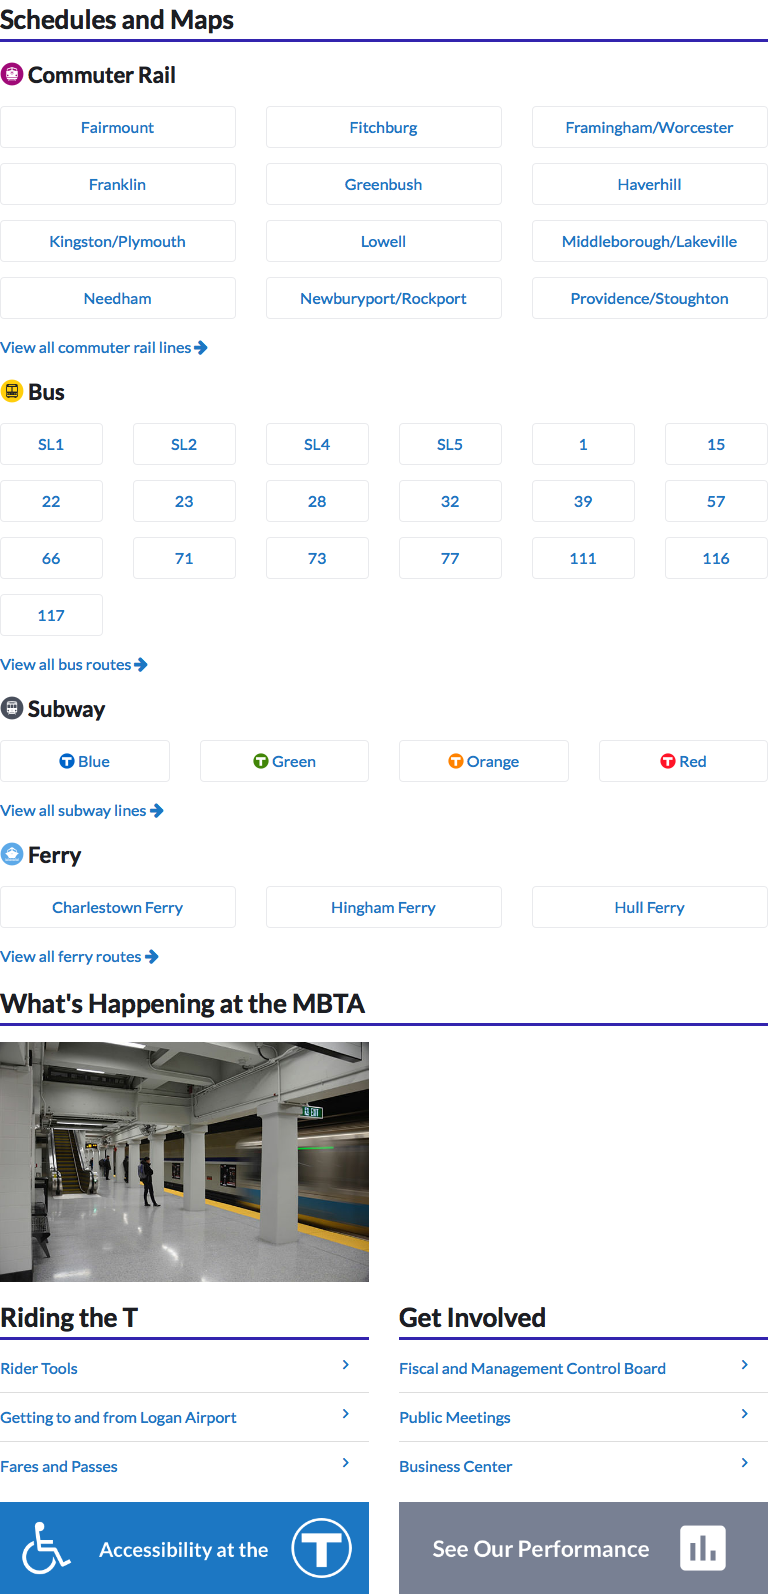 Schedules and Maps
Commuter Rail
Fairmount
Fitchburg
Framingham/Worcester
Franklin
Greenbush
Haverhill
Kingston/Plymouth
Lowell
Middleborough/Lakeville
Needham
Newburyport/Rockport
Providence/Stoughton
View all commuter rail lines
Bus
SL1
SL2
SL4
SL5
1
15
22
23
28
32
39
57
66
71
73
77
111
116
117
View all bus routes
Subway
T Blue
T Green
T Orange
T Red
View all subway lines
Ferry
Charlestown Ferry
Hingham Ferry
Hull Ferry
View all ferry routes
What's Happening at the MBTA
EXIT
Riding the T
Get Involved
Rider Tools
Fiscal and Management Control Board
Getting to and from Logan Airport
Public Meetings
Fares and Passes
Business Center
Accessibility at the T
See Our Performance